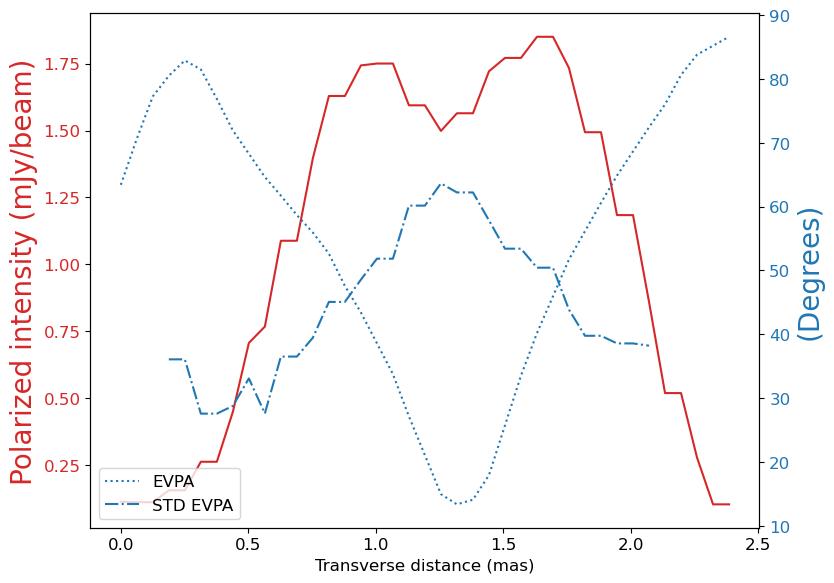 Polarized intensity (mJy/beam)
1.75
1.50
1.25
1.00
0.75
0.50
0.25
90
80
70
60
50
40
30
20
10
(Degrees)
EVPA
STD EVPA
0.0 0.5 1.0 1.5 2.0 2.5
Transverse distance (mas)